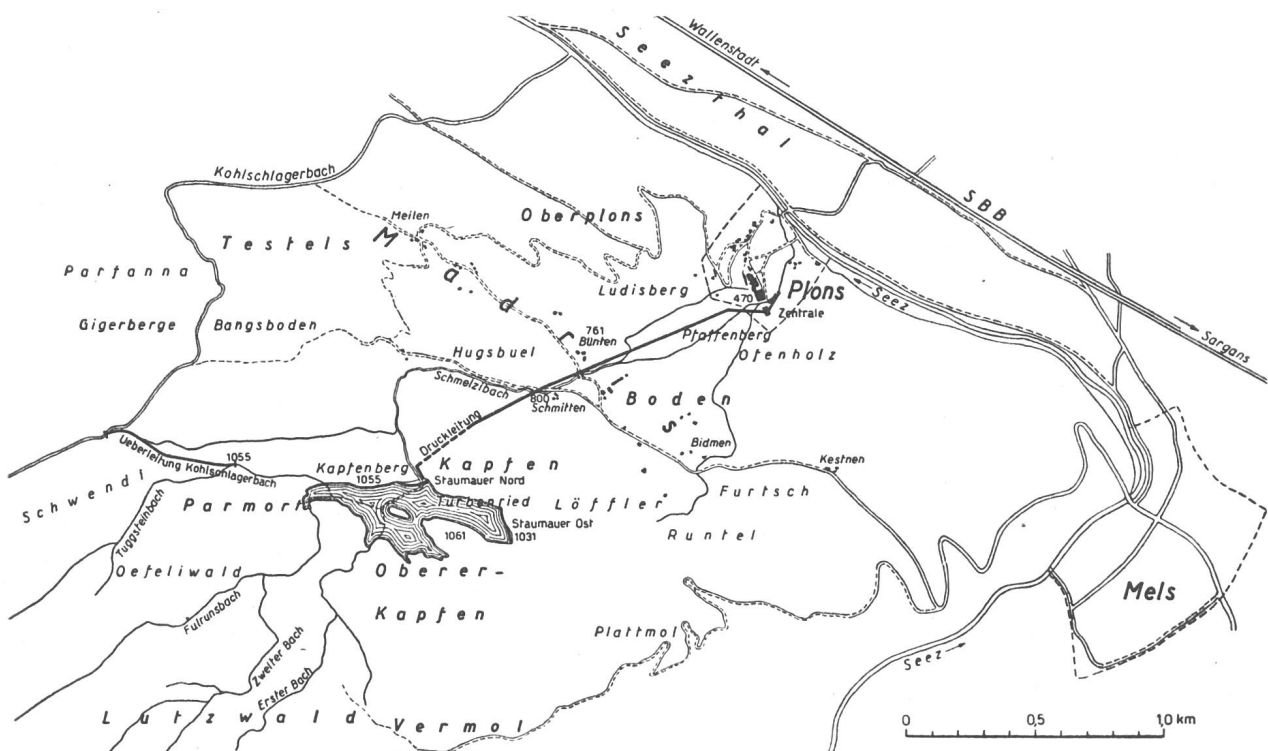 Wallenstadt
Seezthal
Kohlschlagerbach
SBB
Oberplons
Meilen
Testels
Mad
Parfanna
Ludisberg
470
Plons
Seez
Zentrale
Gigerberge
Bangsboden
761
Bünten
Pfaffenberg
Ofenholz
Sargans
Hugsbuel
Schmelzibach
800
Schmitten
Boden
s
Druckleitung
Bidmen
Ueberleitung Kohlschlagerbach
1055
Kapfenberg
1055
Kapfen
Staumauer Nord
Kestnen
Schwendi
Parmort
Turbenried
Löffler
Furtsch
Tuggsteinbach
Staumauer Ost
1061
1031
Runtel
Oefeliwald
Oberer-
Kapfen
Mels
Fulrunsbach
Plattmol
Zweiter Bach
Seez
Erster Bach
Lutzwald
Vermol
0
0,5
1,0 km